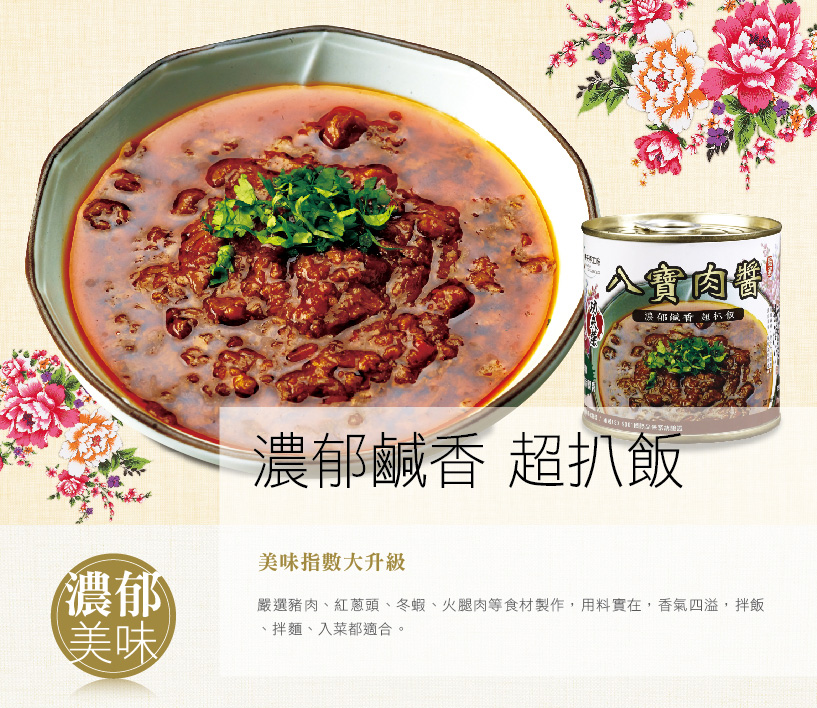 八寶肉醬
濃郁鹹香 超扒飯
濃郁鹹香 超扒飯
美味指數大升級
嚴選豬肉、紅蔥頭、冬蝦、火腿肉等食材製作，用料實在，香氣四溢，拌飯
、拌麵、入菜都適合。
濃郁
美味